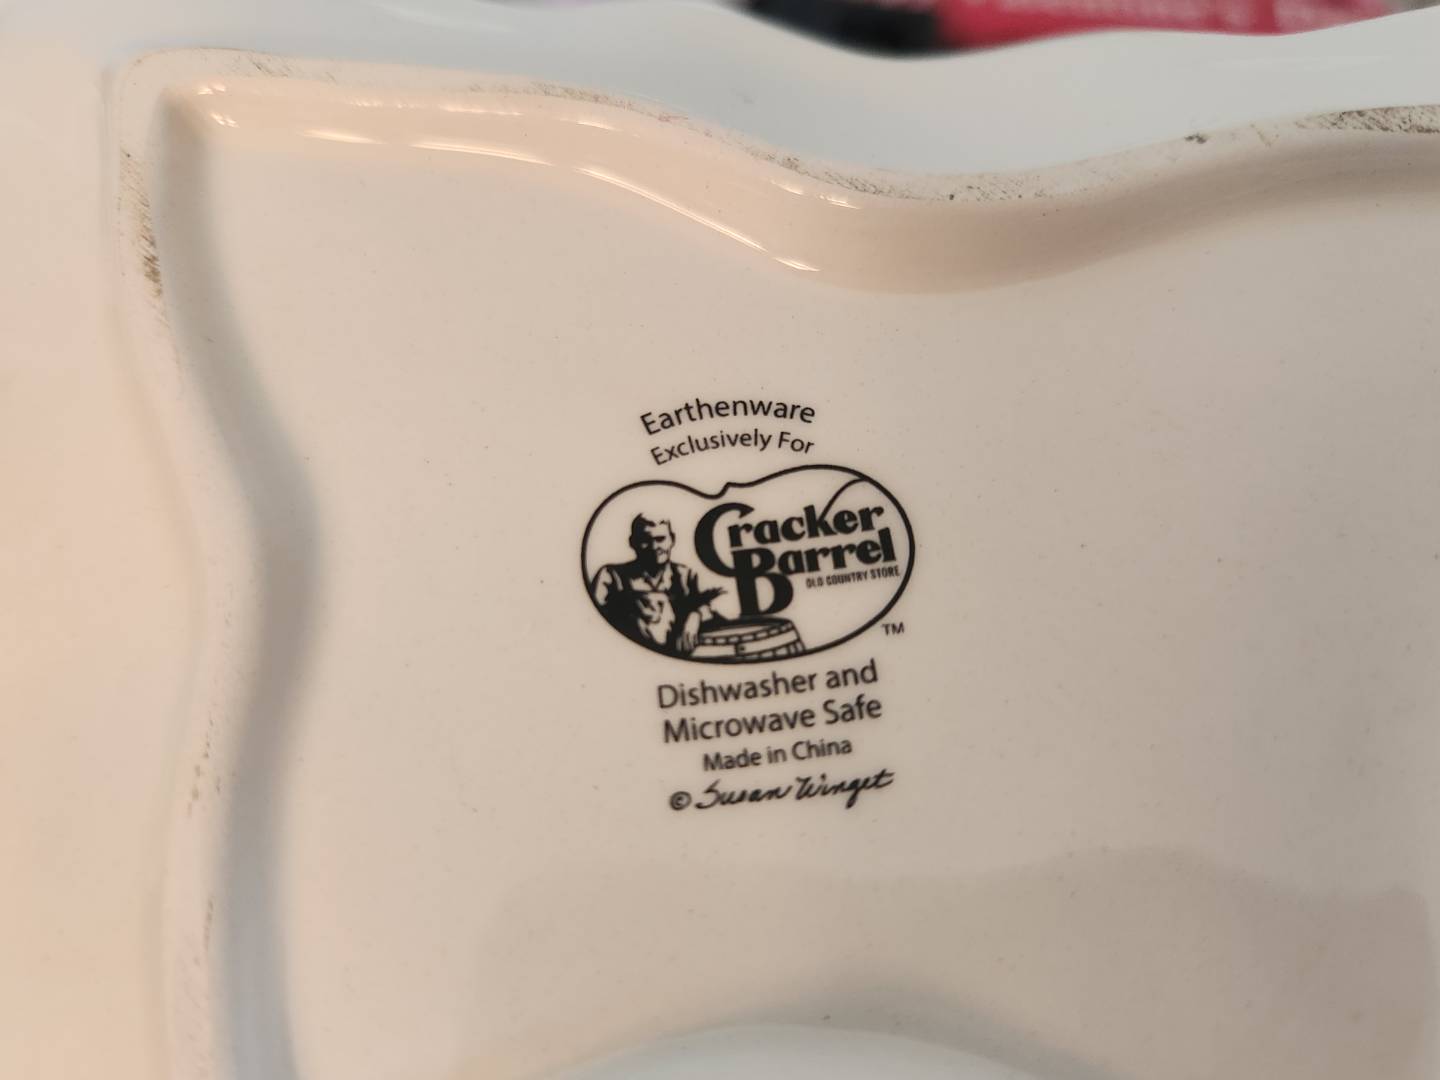 Earthenware
Exclusively For
Cracker
Barrel
OLD COUNTRY STORE
TM
Dishwasher and
Microwave Safe
Made in China
© Susan Winget